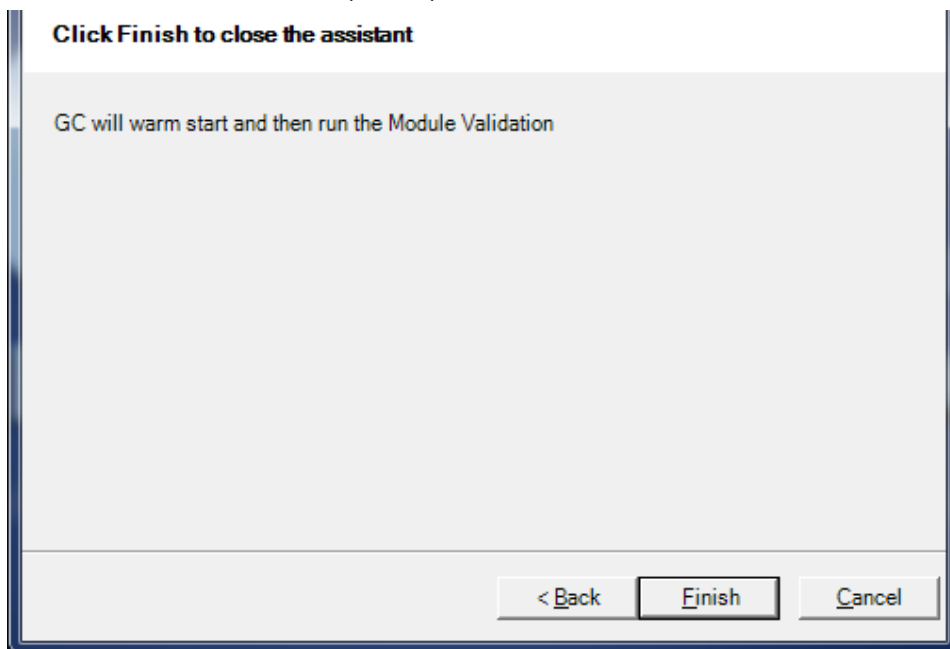 Click Finish to close the assistant
GC will warm start and then run the Module Validation
< Back
Finish
Cancel